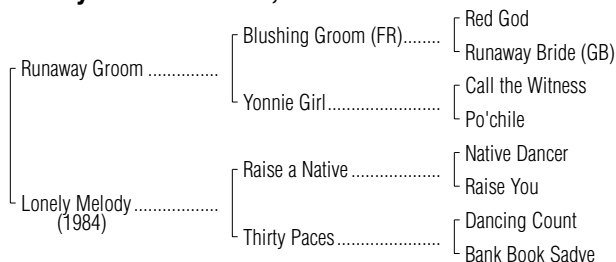 Red God
Blushing Groom (FR)........
Runaway Bride (GB)
Runaway Groom ...............
Call the Witness
Yonnie Girl........................
Po'chile
Native Dancer
Raise a Native ...................
Raise You
Lonely Melody ..................
(1984)
Dancing Count
Thirty Paces......................
Bank Book Sadye